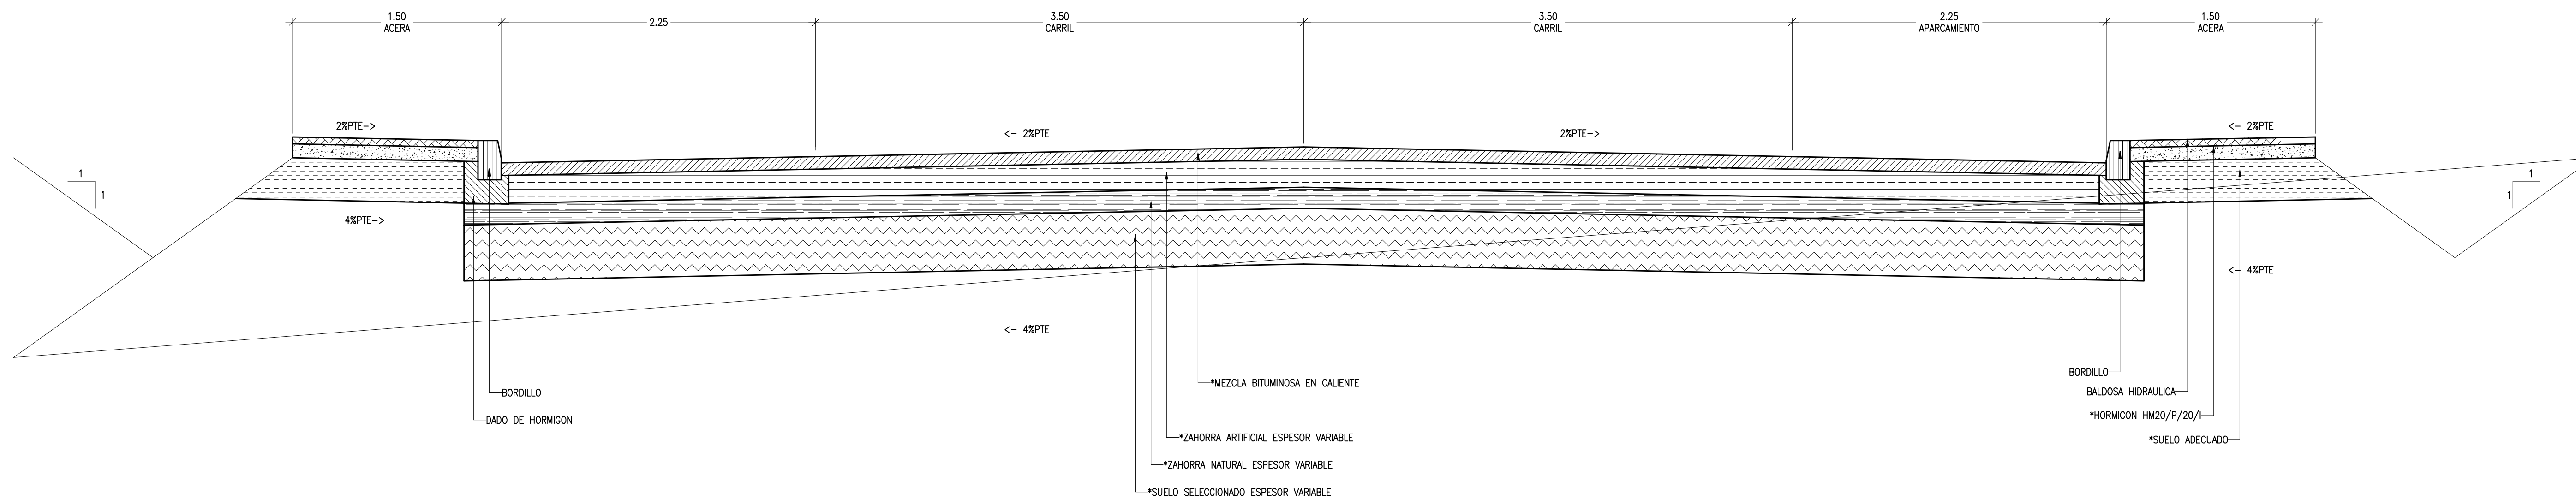 1.50
ACERA
2.25
3.50
CARRIL
3.50
CARRIL
2.25
APARCAMIENTO
1.50
ACERA
2%PTE->
<- 2%PTE
2%PTE->
<- 2%PTE
1
1
1
1
4%PTE->
<- 4%PTE
<- 4%PTE
BORDILLO
DADO DE HORMIGON
*MEZCLA BITUMINOSA EN CALIENTE
*ZAHORRA ARTIFICIAL ESPESOR VARIABLE
*ZAHORRA NATURAL ESPESOR VARIABLE
*SUELO SELECCIONADO ESPESOR VARIABLE
BORDILLO
BALDOSA HIDRAULICA
*HORMIGON HM20/P/20/I
*SUELO ADECUADO